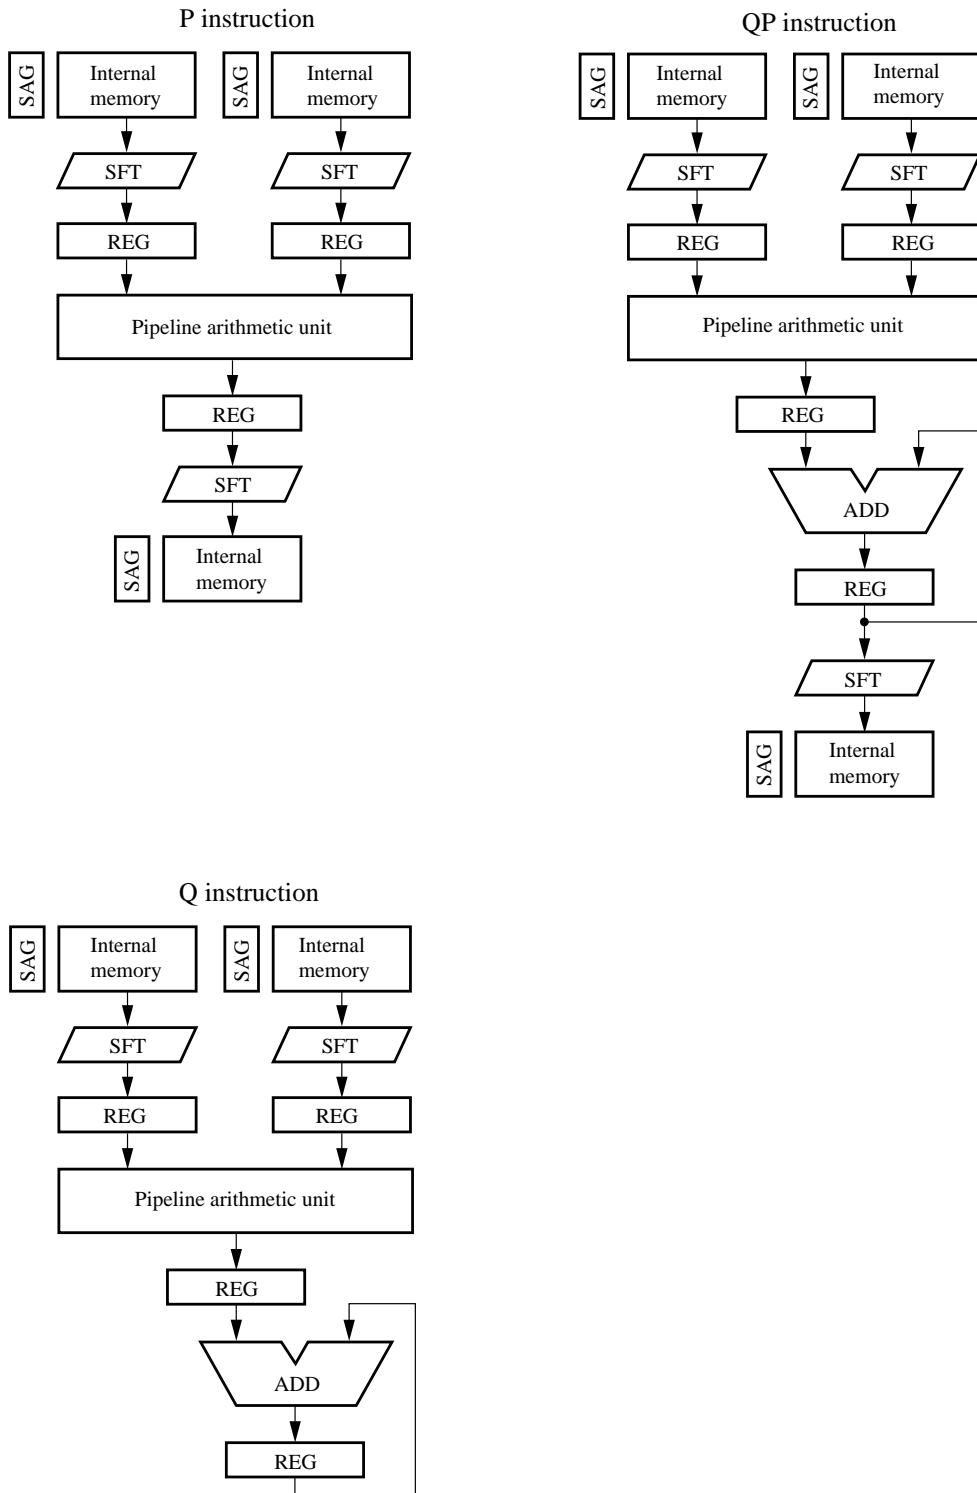 P instruction
SAG
Internal
memory
SAG
Internal
memory
SFT
SFT
REG
REG
Pipeline arithmetic unit
REG
SFT
SAG
Internal
memory
QP instruction
SAG
Internal
memory
SAG
Internal
memory
SFT
SFT
REG
REG
Pipeline arithmetic unit
REG
ADD
REG
SFT
SAG
Internal
memory
Q instruction
SAG
Internal
memory
SAG
Internal
memory
SFT
SFT
REG
REG
Pipeline arithmetic unit
REG
ADD
REG